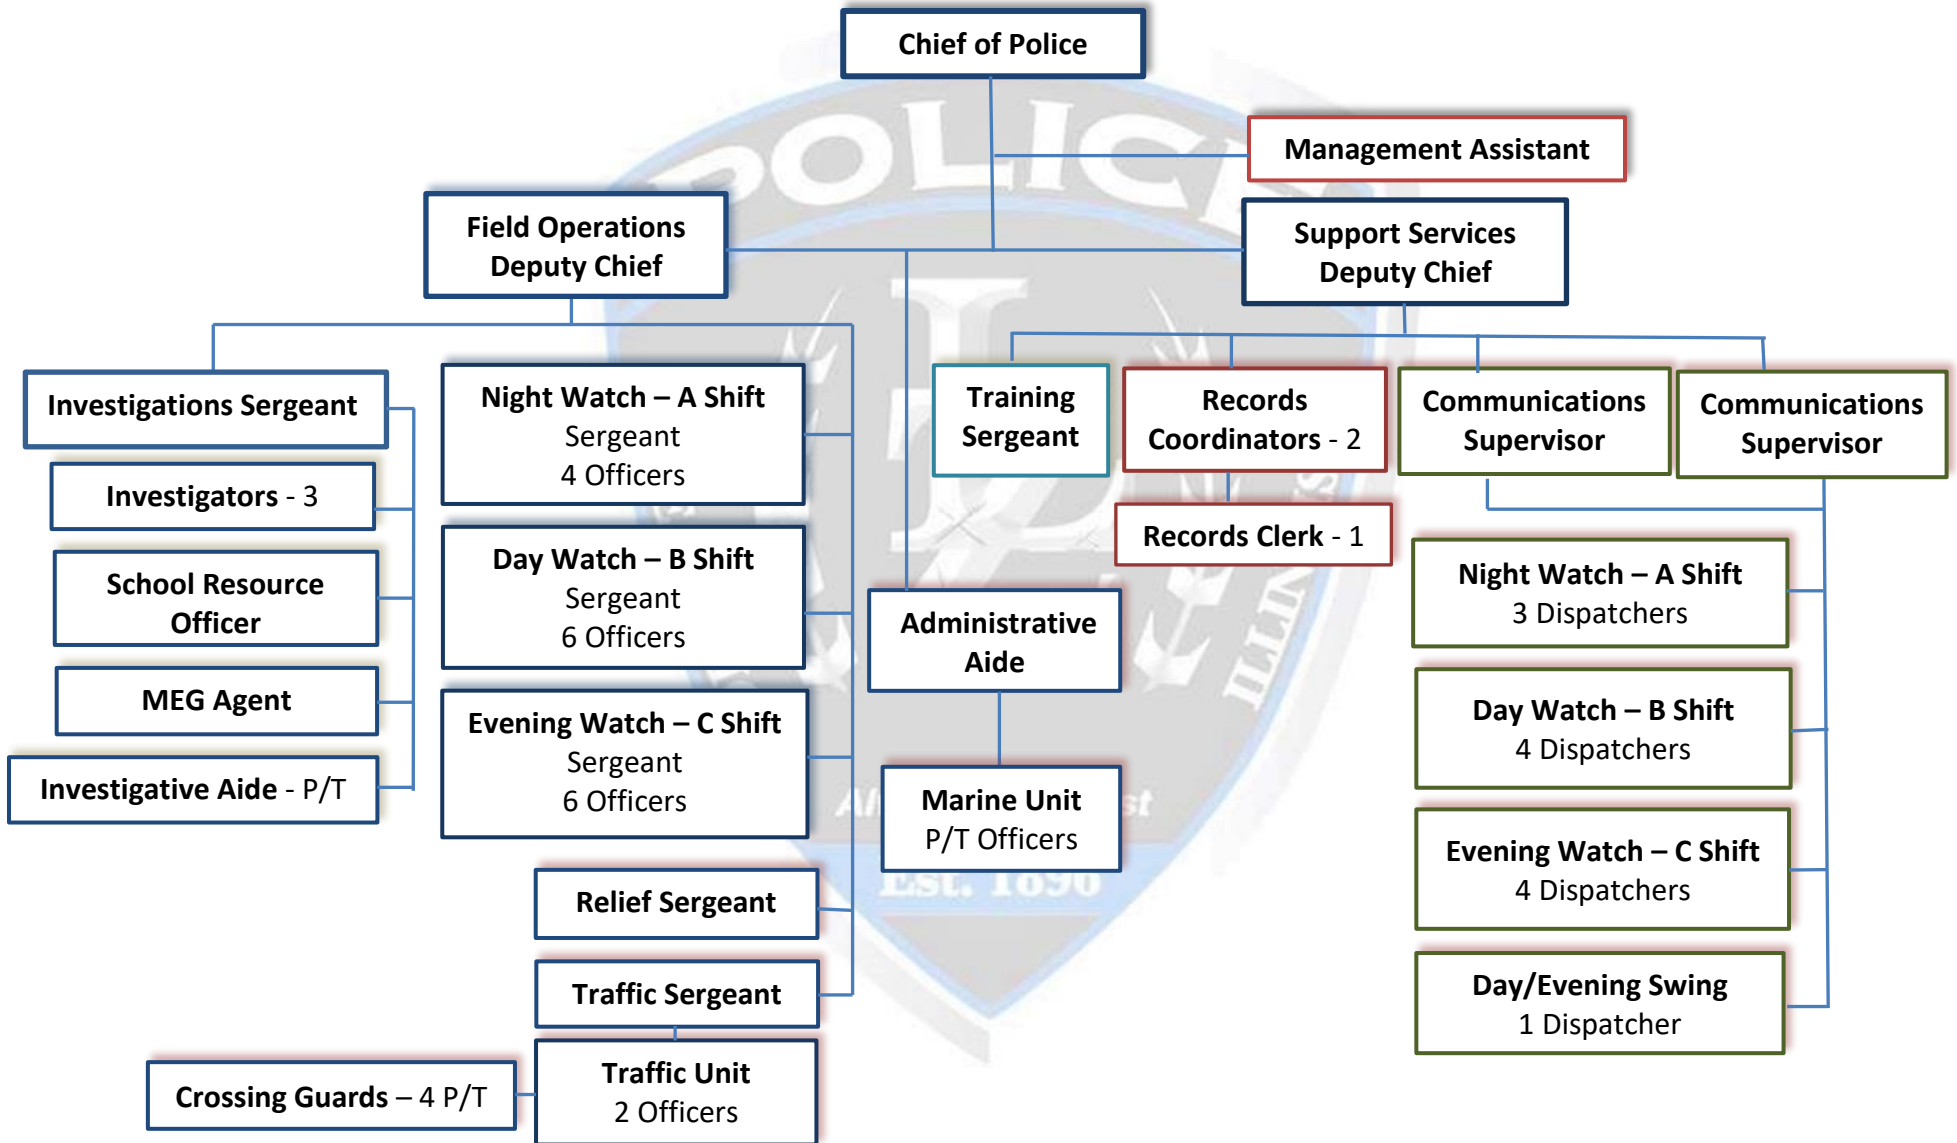 Chief of Police
Management Assistant
Field Operations
Deputy Chief
Support Services
Deputy Chief
Investigations Sergeant
Investigators - 3
School Resource
Officer
MEG Agent
Investigative Aide - P/T
Night Watch – A Shift
Sergeant
4 Officers
Day Watch – B Shift
Sergeant
6 Officers
Evening Watch – C Shift
Sergeant
6 Officers
Relief Sergeant
Traffic Sergeant
Traffic Unit
2 Officers
Crossing Guards – 4 P/T
Administrative
Aide
Marine Unit
P/T Officers
Training
Sergeant
Records
Coordinators - 2
Records Clerk - 1
Communications
Supervisor
Communications
Supervisor
Night Watch – A Shift
3 Dispatchers
Day Watch – B Shift
4 Dispatchers
Evening Watch – C Shift
4 Dispatchers
Day/Evening Swing
1 Dispatcher
POLICE
Est. 1896